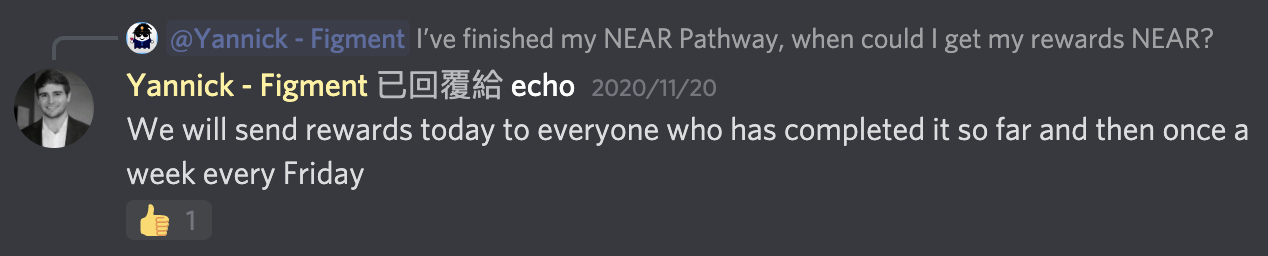 @Yannick - Figment I’ve finished my NEAR Pathway, when could I get my rewards NEAR?
Yannick - Figment 已回覆給 echo 2020/11/20
We will send rewards today to everyone who has completed it so far and then once a
week every Friday
👍 1